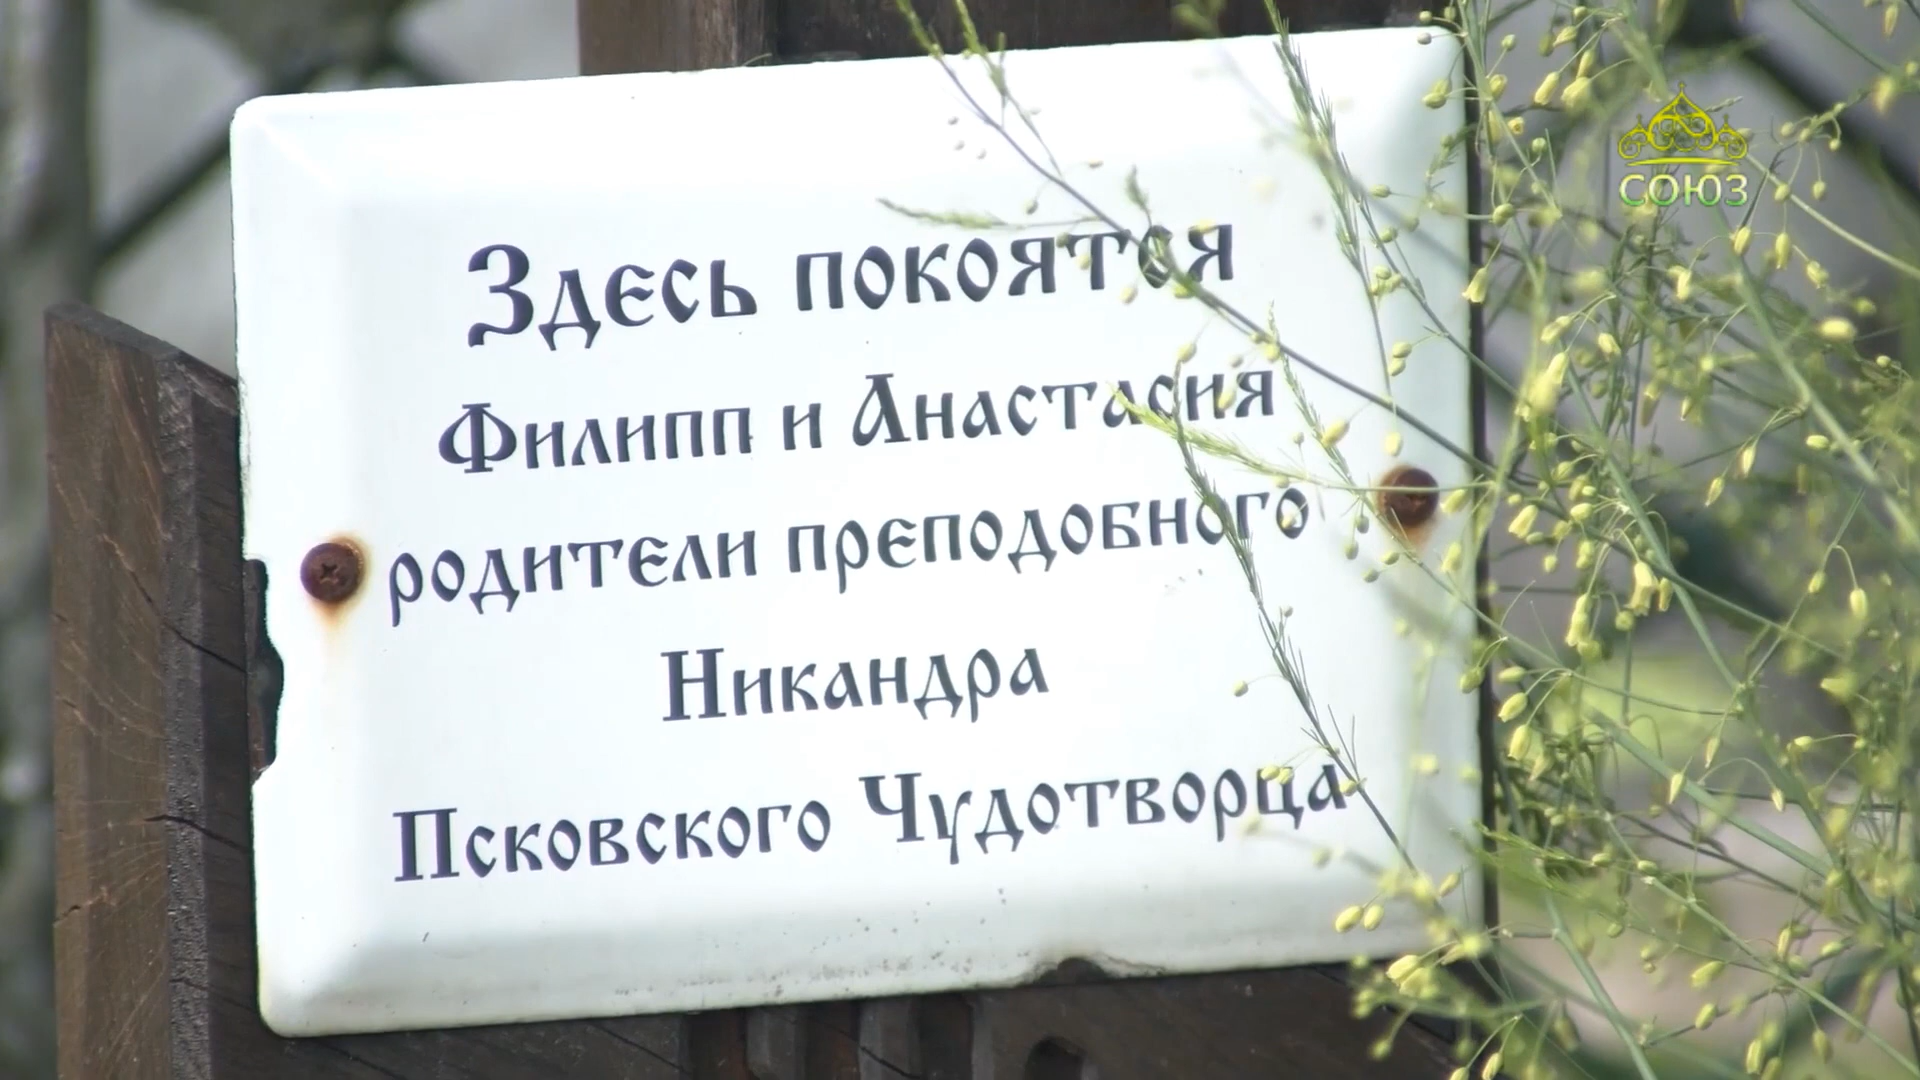 Здесь покоятся
Филипп и Анастасия
родители преподобного
Никандра
Псковского Чудотворца
СОЮЗ